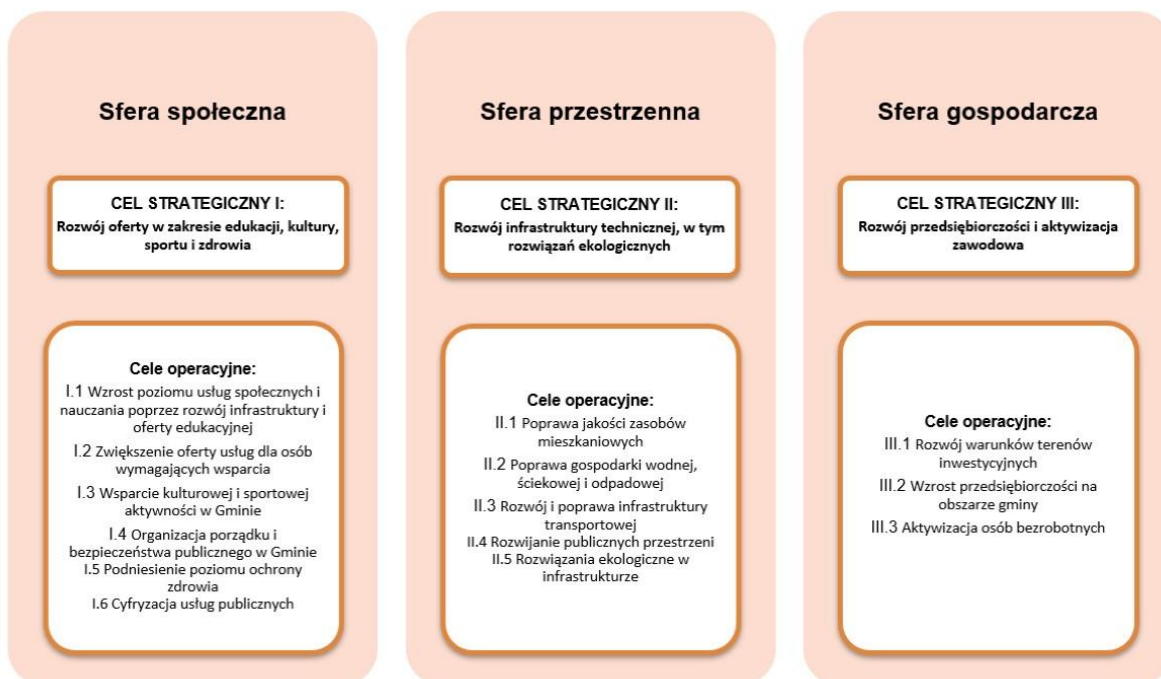 Sfera społeczna
CEL STRATEGICZNY I:
Rozwój oferty w zakresie edukacji, kultury,
sportu i zdrowia
Cele operacyjne:
I.1 Wzrost poziomu usług społecznych i
nauczania poprzez rozwój infrastruktury i
oferty edukacyjnej
I.2 Zwiększenie oferty usług dla osób
wymagających wsparcia
I.3 Wsparcie kulturowej i sportowej
aktywności w Gminie
I.4 Organizacja porządku i
bezpieczeństwa publicznego w Gminie
I.5 Podniesienie poziomu ochrony
zdrowia
I.6 Cyfryzacja usług publicznych
Sfera przestrzenna
CEL STRATEGICZNY II:
Rozwój infrastruktury technicznej, w tym
rozwiązań ekologicznych
Cele operacyjne:
II.1 Poprawa jakości zasobów
mieszkaniowych
II.2 Poprawa gospodarki wodnej,
ściekowej i odpadowej
II.3 Rozwój i poprawa infrastruktury
transportowej
II.4 Rozwijanie publicznych przestrzeni
II.5 Rozwiązania ekologiczne w
infrastrukturze
Sfera gospodarcza
CEL STRATEGICZNY III:
Rozwój przedsiębiorczości i aktywizacja
zawodowa
Cele operacyjne:
III.1 Rozwój warunków terenów
inwestycyjnych
III.2 Wzrost przedsiębiorczości na
obszarze gminy
III.3 Aktywizacja osób bezrobotnych